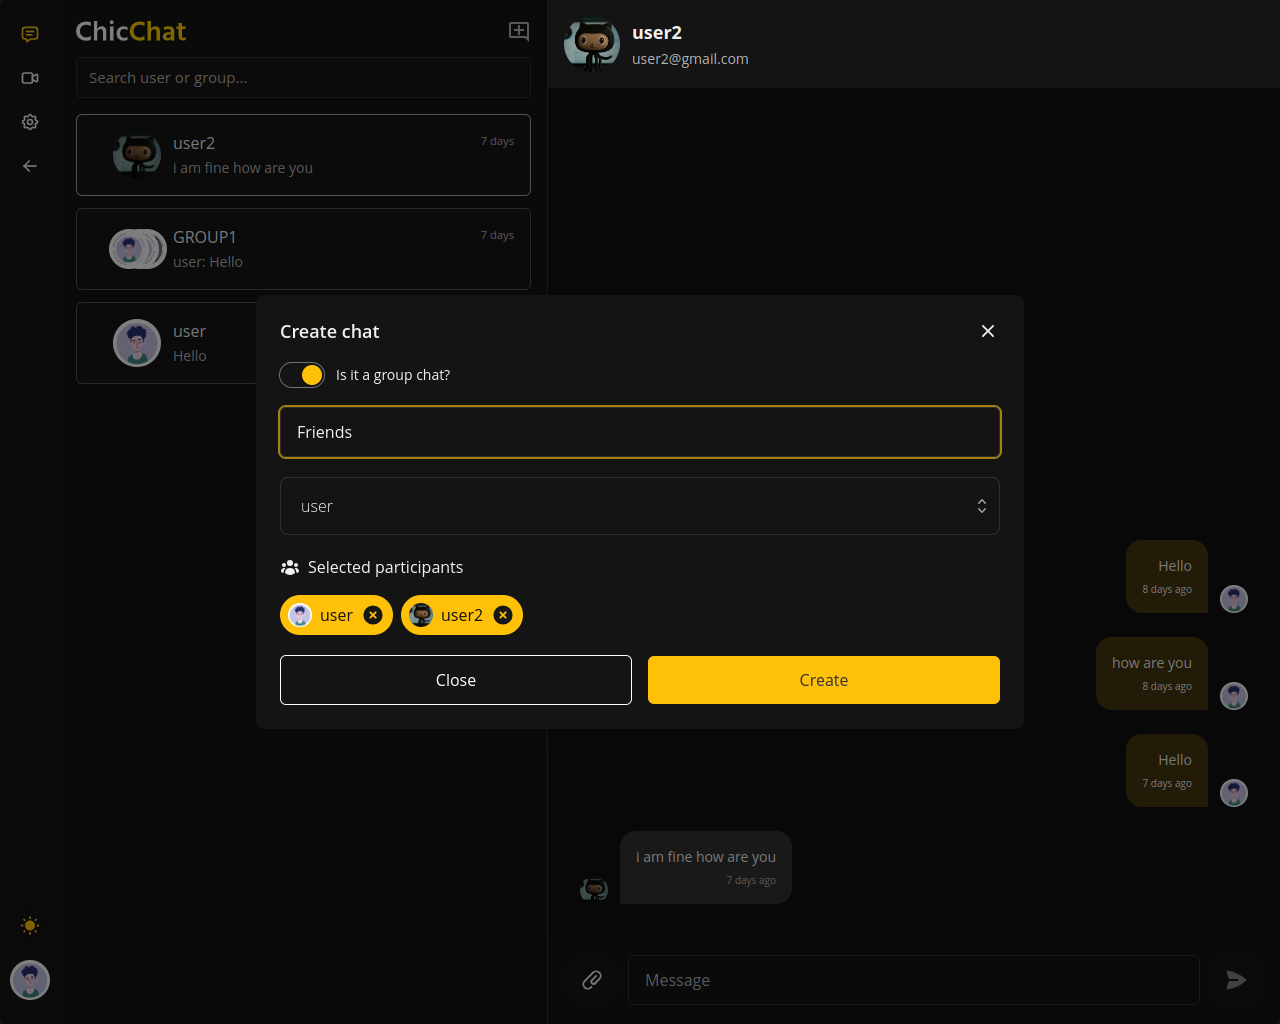 ChicChat
Search user or group...
user2
7 days
i am fine how are you
GROUP1
7 days
user: Hello
user
Hello
user2
user2@gmail.com
Create chat
Is it a group chat?
Friends
user
Selected participants
user
user2
Close
Create
Hello
8 days ago
how are you
8 days ago
Hello
7 days ago
i am fine how are you
7 days ago
Message